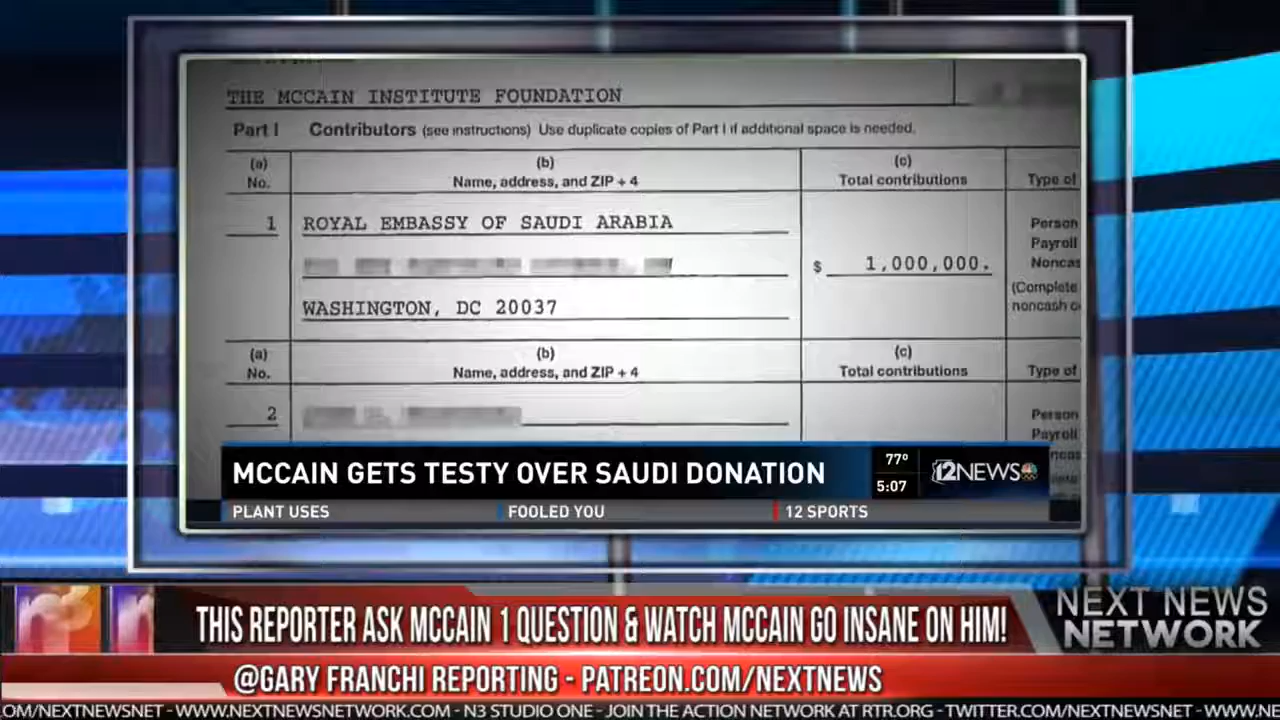 THE MCCAIN INSTITUTE FOUNDATION
Part I Contributors (see instructions) Use duplicate copies of Part I if additional space is needed.
(a) (b) (c)
No. Name, address, and ZIP + 4 Total contributions Type of
1 ROYAL EMBASSY OF SAUDI ARABIA Person
Payroll
$ 1,000,000. Noncas
(Complete
WASHINGTON, DC 20037 noncash c
(a) (b) (c)
No. Name, address, and ZIP + 4 Total contributions Type of
2 Person
Payroll
MCCAIN GETS TESTY OVER SAUDI DONATION 77° 5:07 12NEWS
PLANT USES FOOLED YOU 12 SPORTS
THIS REPORTER ASK MCCAIN 1 QUESTION & WATCH MCCAIN GO INSANE ON HIM!
NEXT NEWS
NETWORK
@GARY FRANCHI REPORTING - PATREON.COM/NEXTNEWS
OM/NEXTNEWSNET - WWW.NEXTNEWSNETWORK.COM - N3 STUDIO ONE - JOIN THE ACTION NETWORK AT RTR.ORG - TWITTER.COM/NEXTNEWSNET - WWW.NE